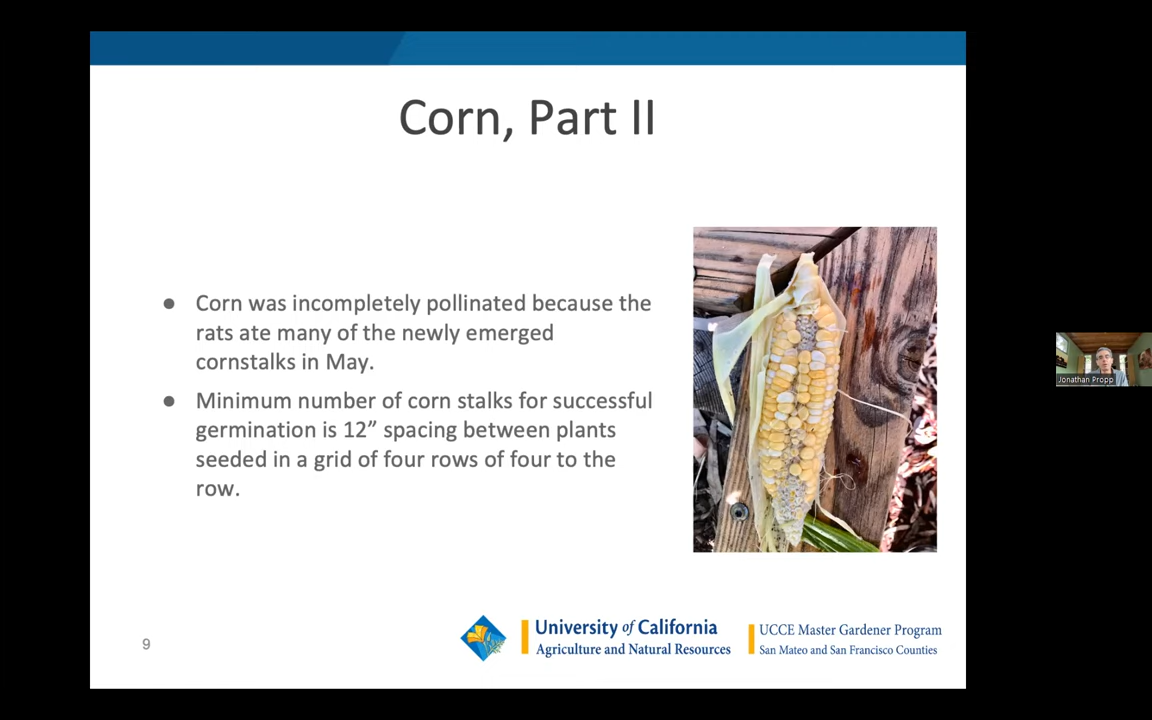 Corn, Part II
● Corn was incompletely pollinated because the
rats ate many of the newly emerged
cornstalks in May.
● Minimum number of corn stalks for successful
germination is 12” spacing between plants
seeded in a grid of four rows of four to the
row.
Jonathan Propp
9
University of California
Agriculture and Natural Resources
UCCE Master Gardener Program
San Mateo and San Francisco Counties